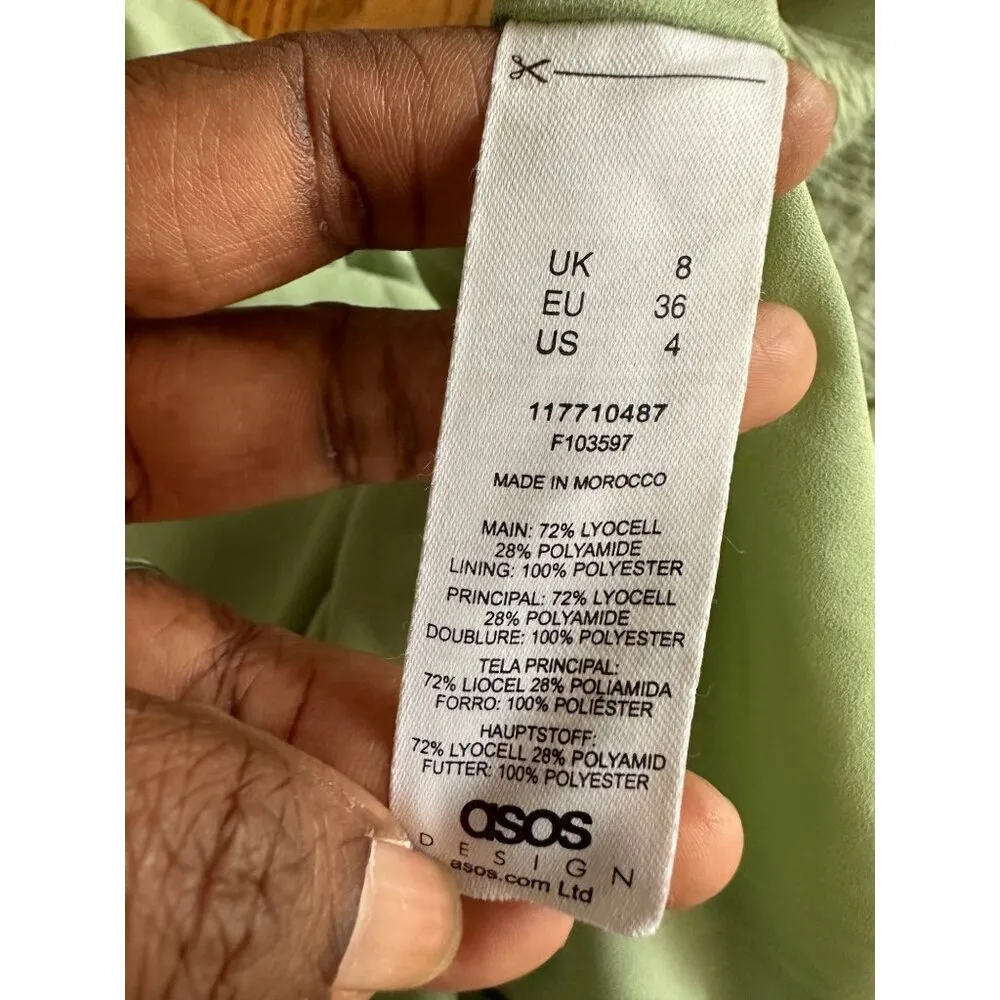 UK 8
EU 36
US 4
117710487
F103597
MADE IN MOROCCO
MAIN: 72% LYOCELL
28% POLYAMIDE
LINING: 100% POLYESTER
PRINCIPAL: 72% LYOCELL
28% POLYAMIDE
DOUBLURE: 100% POLYESTER
TELA PRINCIPAL:
72% LIOCEL 28% POLIAMIDA
FORRO: 100% POLIÉSTER
HAUPTSTOFF:
72% LYOCELL 28% POLYAMID
FUTTER: 100% POLYESTER
asos
DESIGN
asos.com Ltd